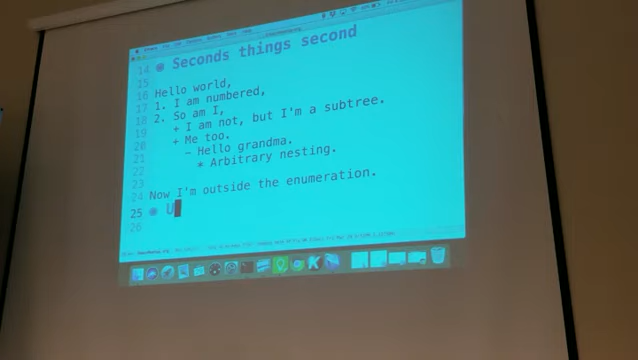 14 Seconds things second
15
16 Hello world,
17 1. I am numbered,
18 2. So am I,
19 + I am not, but I'm a subtree.
20 + Me too.
21 - Hello grandma.
22 * Arbitrary nesting.
23
24 Now I'm outside the enumeration.
25 U
26